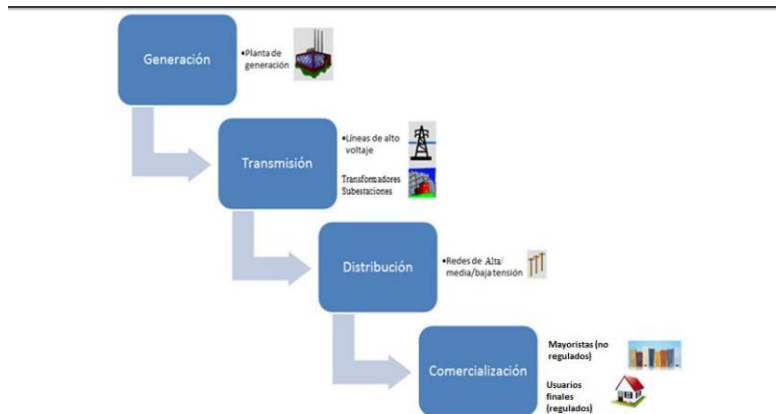 Generación
•Planta de
generación
Transmisión
•Líneas de alto
voltaje
Transformadores
Subestaciones
Distribución
•Redes de Alta/
media/baja tensión
Comercialización
Mayoristas (no
regulados)
Usuarios
finales
(regulados)